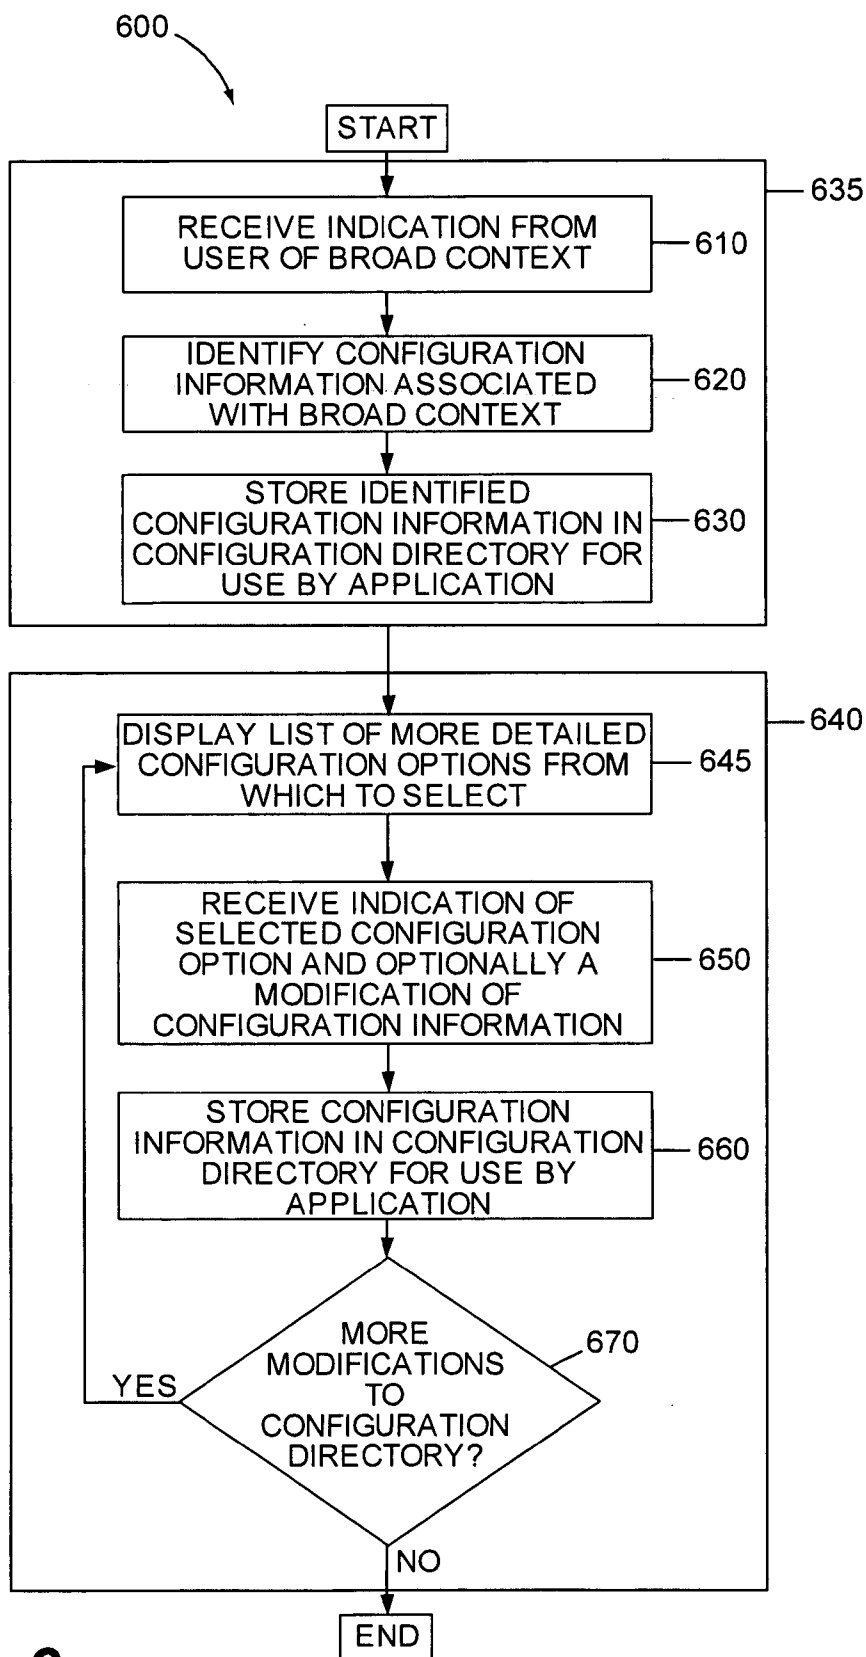 600
START
635
RECEIVE INDICATION FROM
USER OF BROAD CONTEXT
610
IDENTIFY CONFIGURATION
INFORMATION ASSOCIATED
WITH BROAD CONTEXT
620
STORE IDENTIFIED
CONFIGURATION INFORMATION IN
CONFIGURATION DIRECTORY FOR
USE BY APPLICATION
630
640
DISPLAY LIST OF MORE DETAILED
CONFIGURATION OPTIONS FROM
WHICH TO SELECT
645
RECEIVE INDICATION OF
SELECTED CONFIGURATION
OPTION AND OPTIONALLY A
MODIFICATION OF
CONFIGURATION INFORMATION
650
STORE CONFIGURATION
INFORMATION IN CONFIGURATION
DIRECTORY FOR USE BY
APPLICATION
660
MORE
MODIFICATIONS
TO
CONFIGURATION
DIRECTORY?
670
YES
NO
END